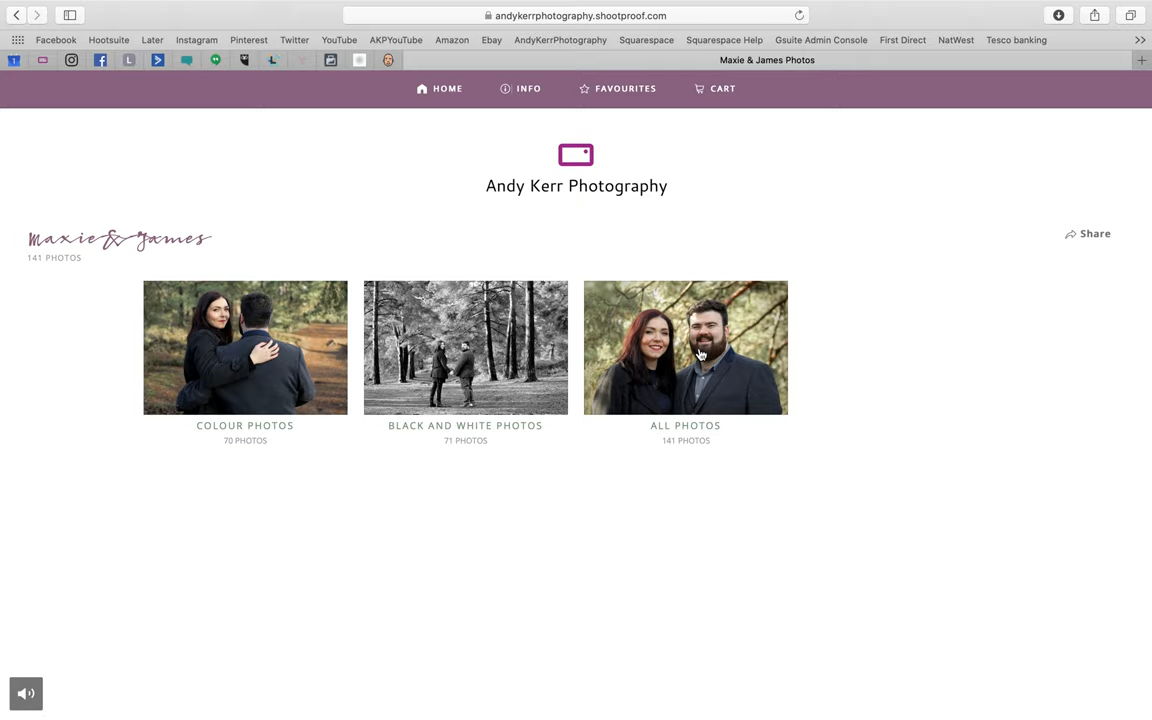 andykerrphotography.shootproof.com
Facebook Hootsuite Later Instagram Pinterest Twitter YouTube AKPYouTube Amazon Ebay AndyKerrPhotography Squarespace Squarespace Help Gsuite Admin Console First Direct NatWest Tesco banking
Maxie & James Photos
HOME INFO FAVOURITES CART
Andy Kerr Photography
Maxie & James
Share
141 PHOTOS
COLOUR PHOTOS BLACK AND WHITE PHOTOS ALL PHOTOS
70 PHOTOS 71 PHOTOS 141 PHOTOS